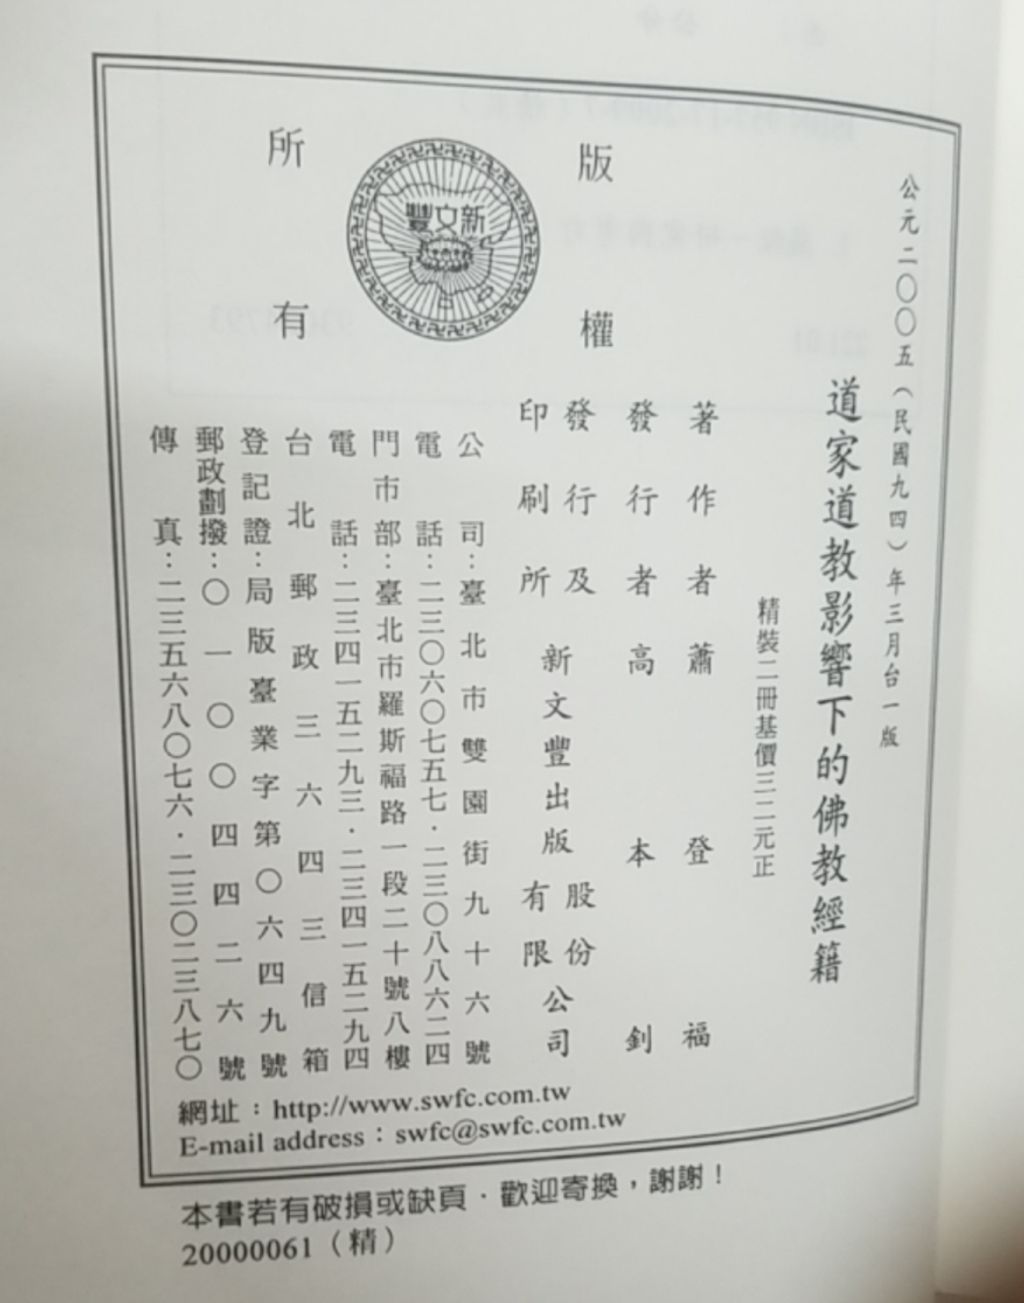 公元二〇〇五（民國九四）年三月台一版
道家道教影響下的佛教經籍
精裝二冊基價三二元正
版權
所有
新文豐
著作者 蕭登福
發行者 高本釗
發行及
印刷所 新文豐出版股份有限公司
公司：臺北市雙園街九十六號
電話：二三〇六〇七五七．二三〇八八六二四
門市部：臺北市羅斯福路一段二十號八樓
電話：二三四一五二九三．二三四一五二九四
台北郵政三六四三信箱
登記證：局版臺業字第〇六四九號
郵政劃撥：〇一〇〇四四二六號
傳真：二三五六八〇七六．二三〇二三八七〇
網址：http://www.swfc.com.tw
E-mail address：swfc@swfc.com.tw
本書若有破損或缺頁．歡迎寄換，謝謝！
20000061（精）